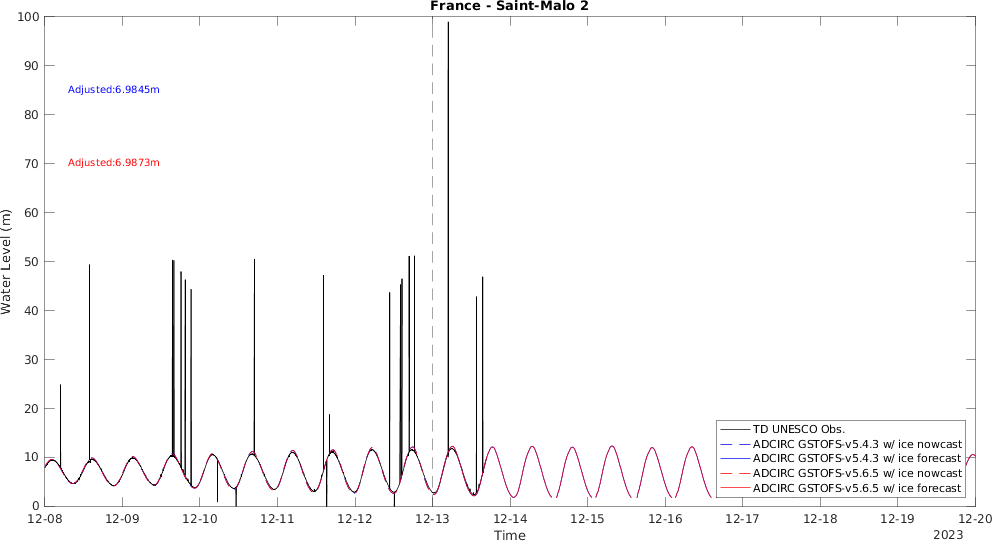 France - Saint-Malo 2
100
90
80
70
60
50
40
30
20
10
0
Water Level (m)
Adjusted:6.9845m
Adjusted:6.9873m
TD UNESCO Obs.
ADCIRC GSTOFS-v5.4.3 w/ ice nowcast
ADCIRC GSTOFS-v5.4.3 w/ ice forecast
ADCIRC GSTOFS-v5.6.5 w/ ice nowcast
ADCIRC GSTOFS-v5.6.5 w/ ice forecast
12-08 12-09 12-10 12-11 12-12 12-13 12-14 12-15 12-16 12-17 12-18 12-19 12-20
Time
2023